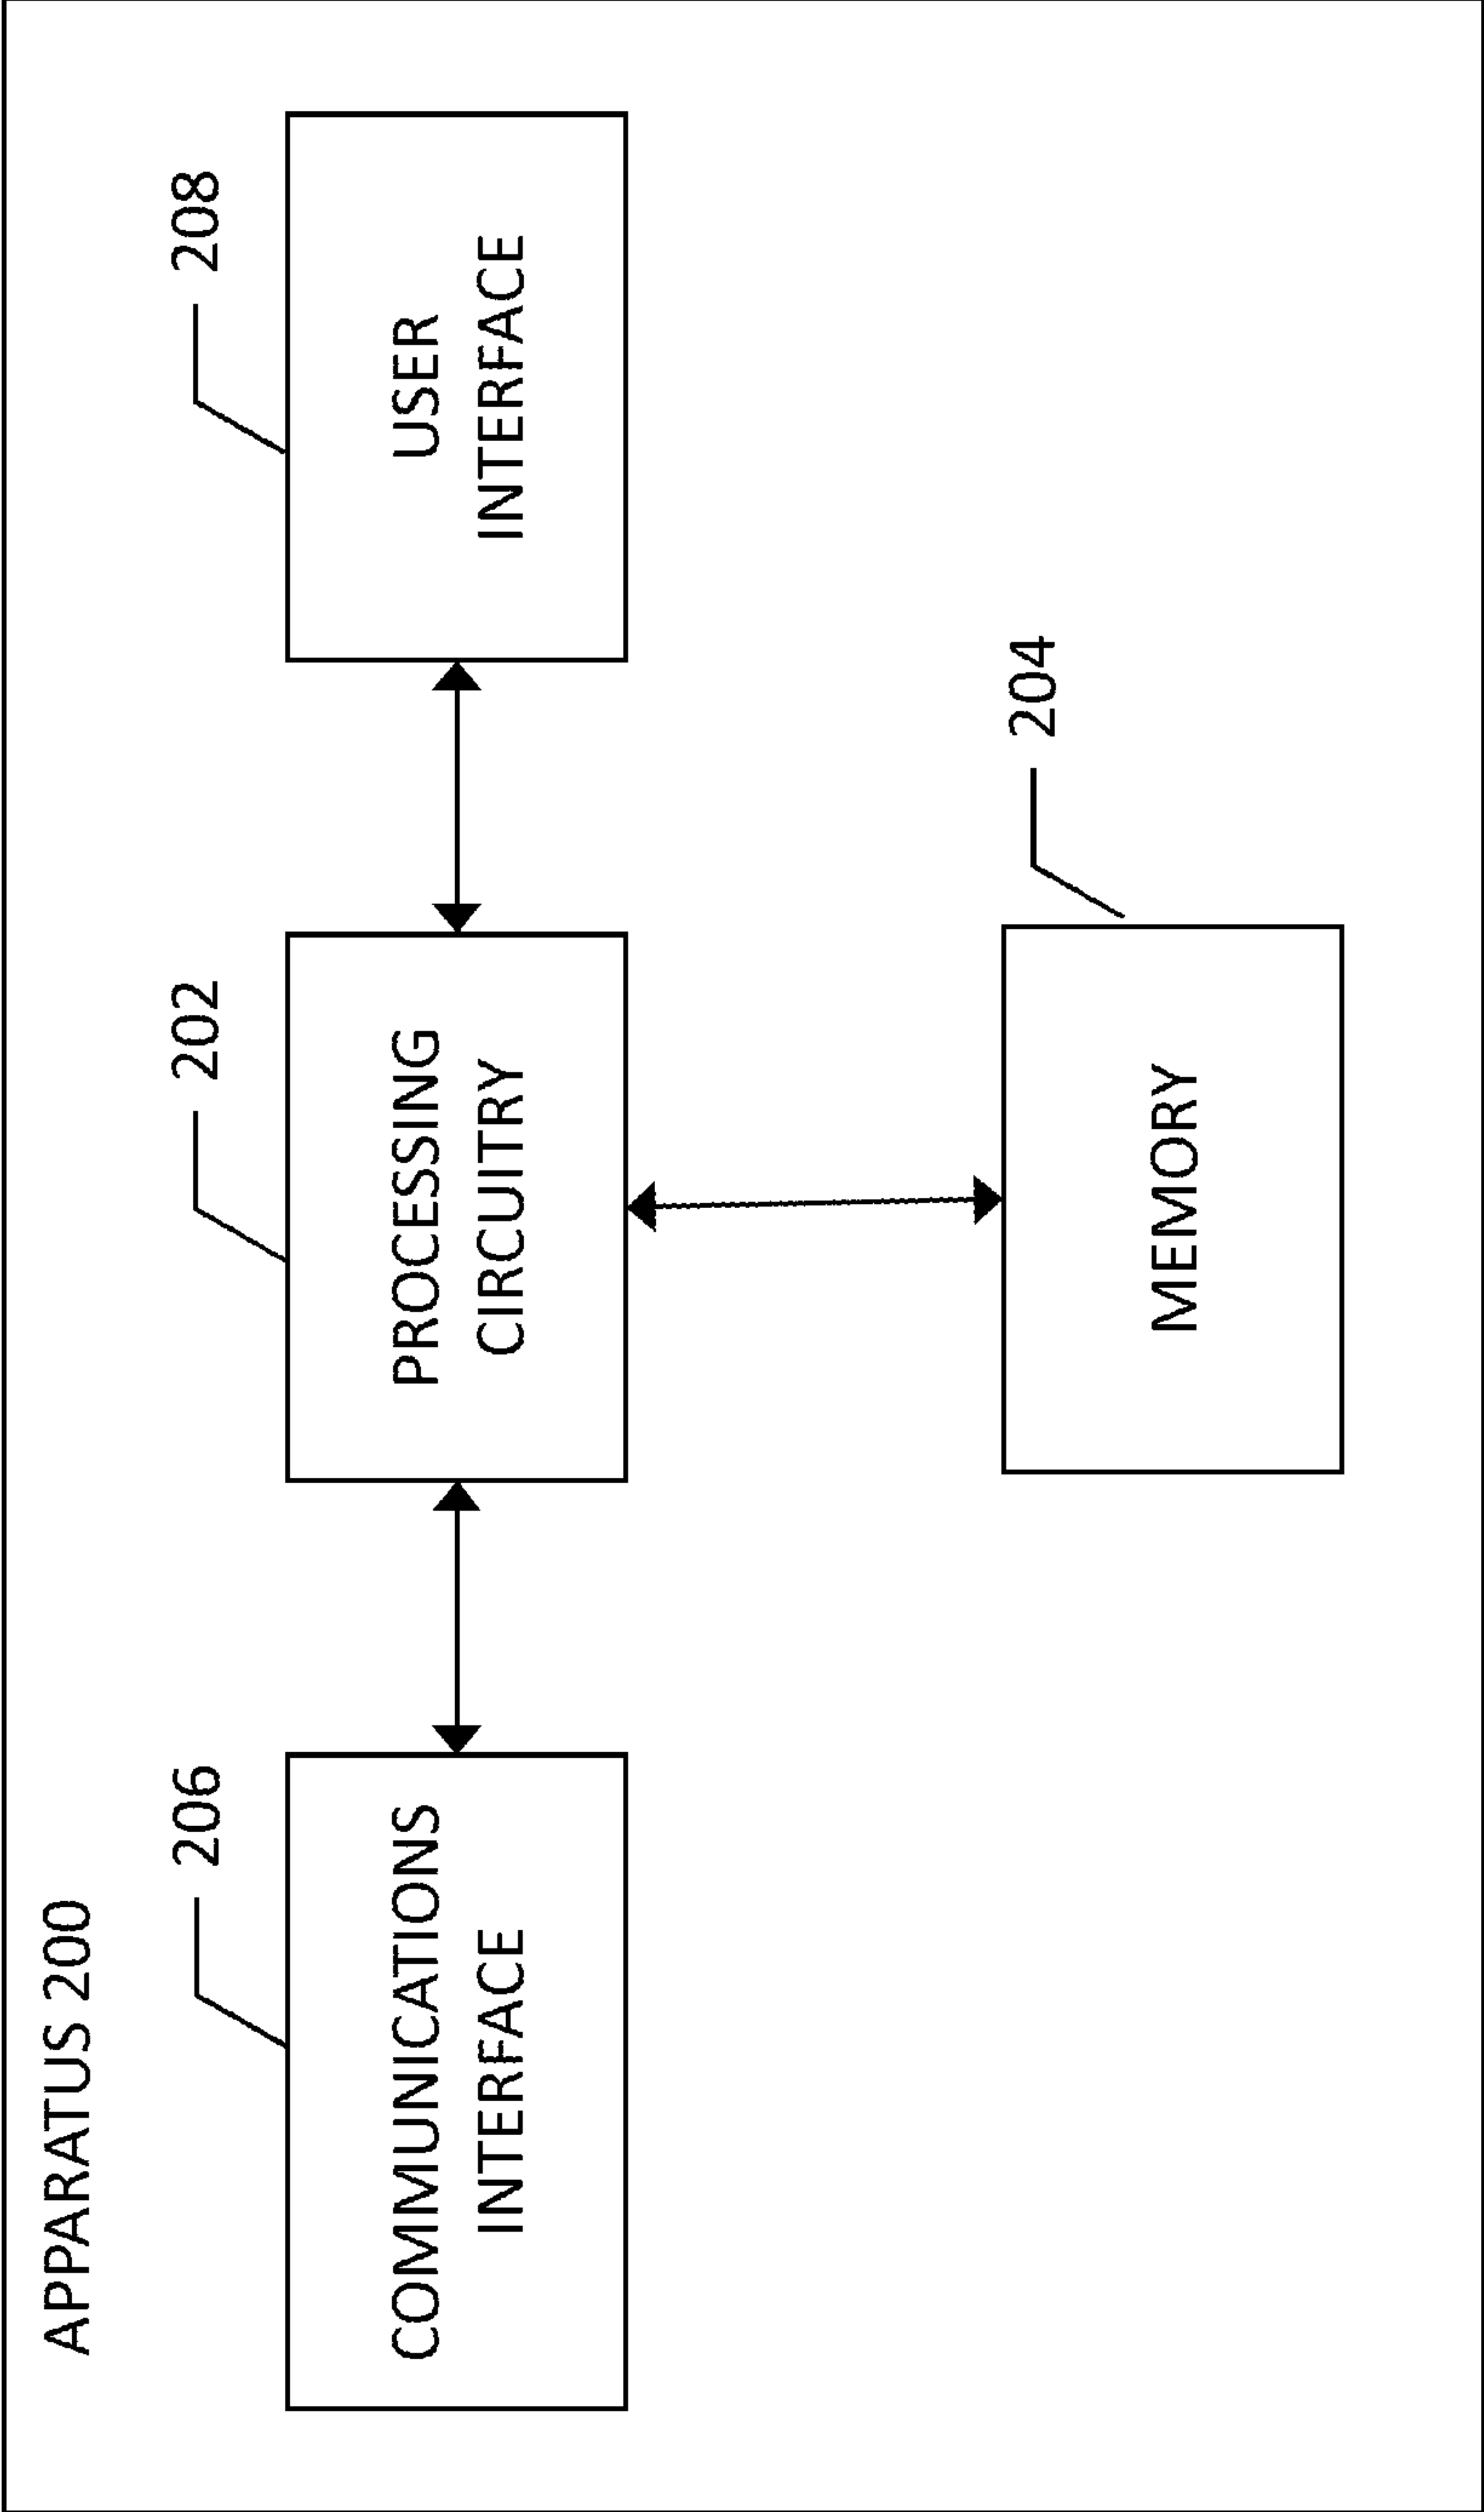 APPARATUS 200
206
COMMUNICATIONS
INTERFACE
202
PROCESSING
CIRCUITRY
208
USER
INTERFACE
204
MEMORY